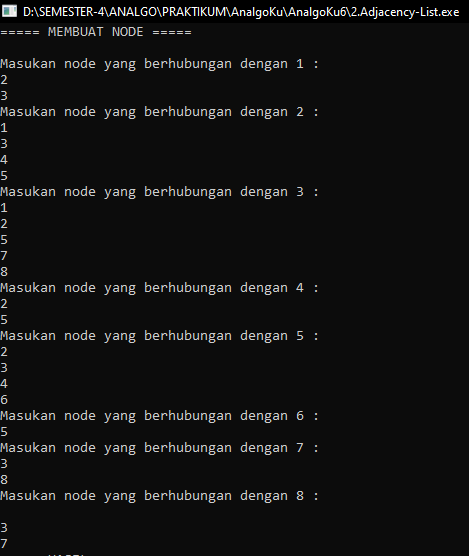 D:\SEMESTER-4\ANALGO\PRAKTIKUM\AnalgoKu\AnalgoKu6\2.Adjacency-List.exe
===== MEMBUAT NODE =====
Masukan node yang berhubungan dengan 1 :
2
3
Masukan node yang berhubungan dengan 2 :
1
3
4
5
Masukan node yang berhubungan dengan 3 :
1
2
5
7
8
Masukan node yang berhubungan dengan 4 :
2
5
Masukan node yang berhubungan dengan 5 :
2
3
4
6
Masukan node yang berhubungan dengan 6 :
5
Masukan node yang berhubungan dengan 7 :
3
8
Masukan node yang berhubungan dengan 8 :
3
7